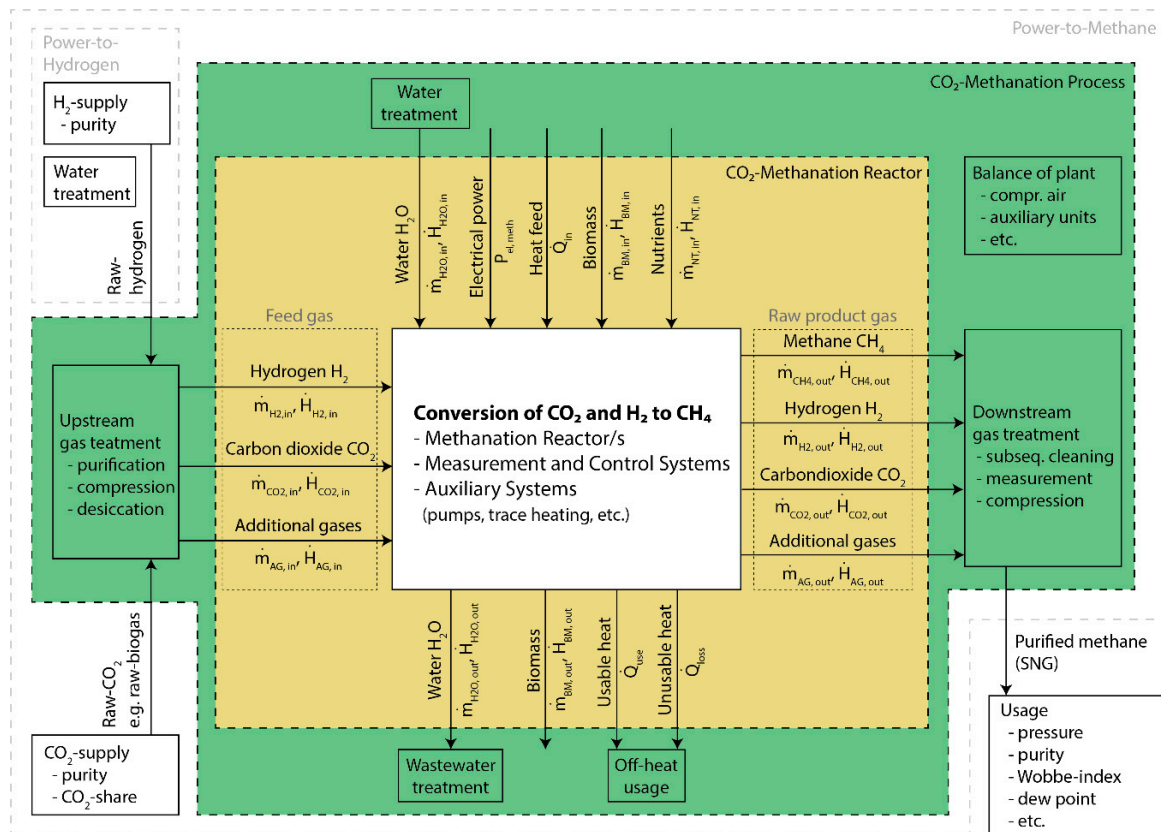 Power-to-
Hydrogen
Power-to-Methane
H₂-supply
- purity
Water
treatment
Raw-
hydrogen
CO₂-Methanation Process
Water
treatment
CO₂-Methanation Reactor
Balance of plant
- compr. air
- auxiliary units
- etc.
Water H₂O
ṁH2O, in, ḢH2O, in
Electrical power
Pel, meth
Heat feed
Q̇in
Biomass
ṁBM, in, ḢBM, in
Nutrients
ṁNT, in, ḢNT, in
Feed gas
Hydrogen H₂
ṁH2,in, ḢH2, in
Carbon dioxide CO₂
ṁCO2, in, ḢCO2, in
Additional gases
ṁAG, in, ḢAG, in
Upstream
gas teatment
- purification
- compression
- desiccation
Conversion of CO₂ and H₂ to CH₄
- Methanation Reactor/s
- Measurement and Control Systems
- Auxiliary Systems
(pumps, trace heating, etc.)
Raw product gas
Methane CH₄
ṁCH4, out, ḢCH4, out
Hydrogen H₂
ṁH2, out, ḢH2, out
Carbondioxide CO₂
ṁCO2, out, ḢCO2, out
Additional gases
ṁAG, out, ḢAG, out
Downstream
gas treatment
- subseq. cleaning
- measurement
- compression
Water H₂O
ṁH2O, out, ḢH2O, out
Biomass
ṁBM, out, ḢBM, out
Usable heat
Q̇use
Unusable heat
Q̇loss
Raw-CO₂
e.g. raw-biogas
CO₂-supply
- purity
- CO₂-share
Wastewater
treatment
Off-heat
usage
Purified methane
(SNG)
Usage
- pressure
- purity
- Wobbe-index
- dew point
- etc.